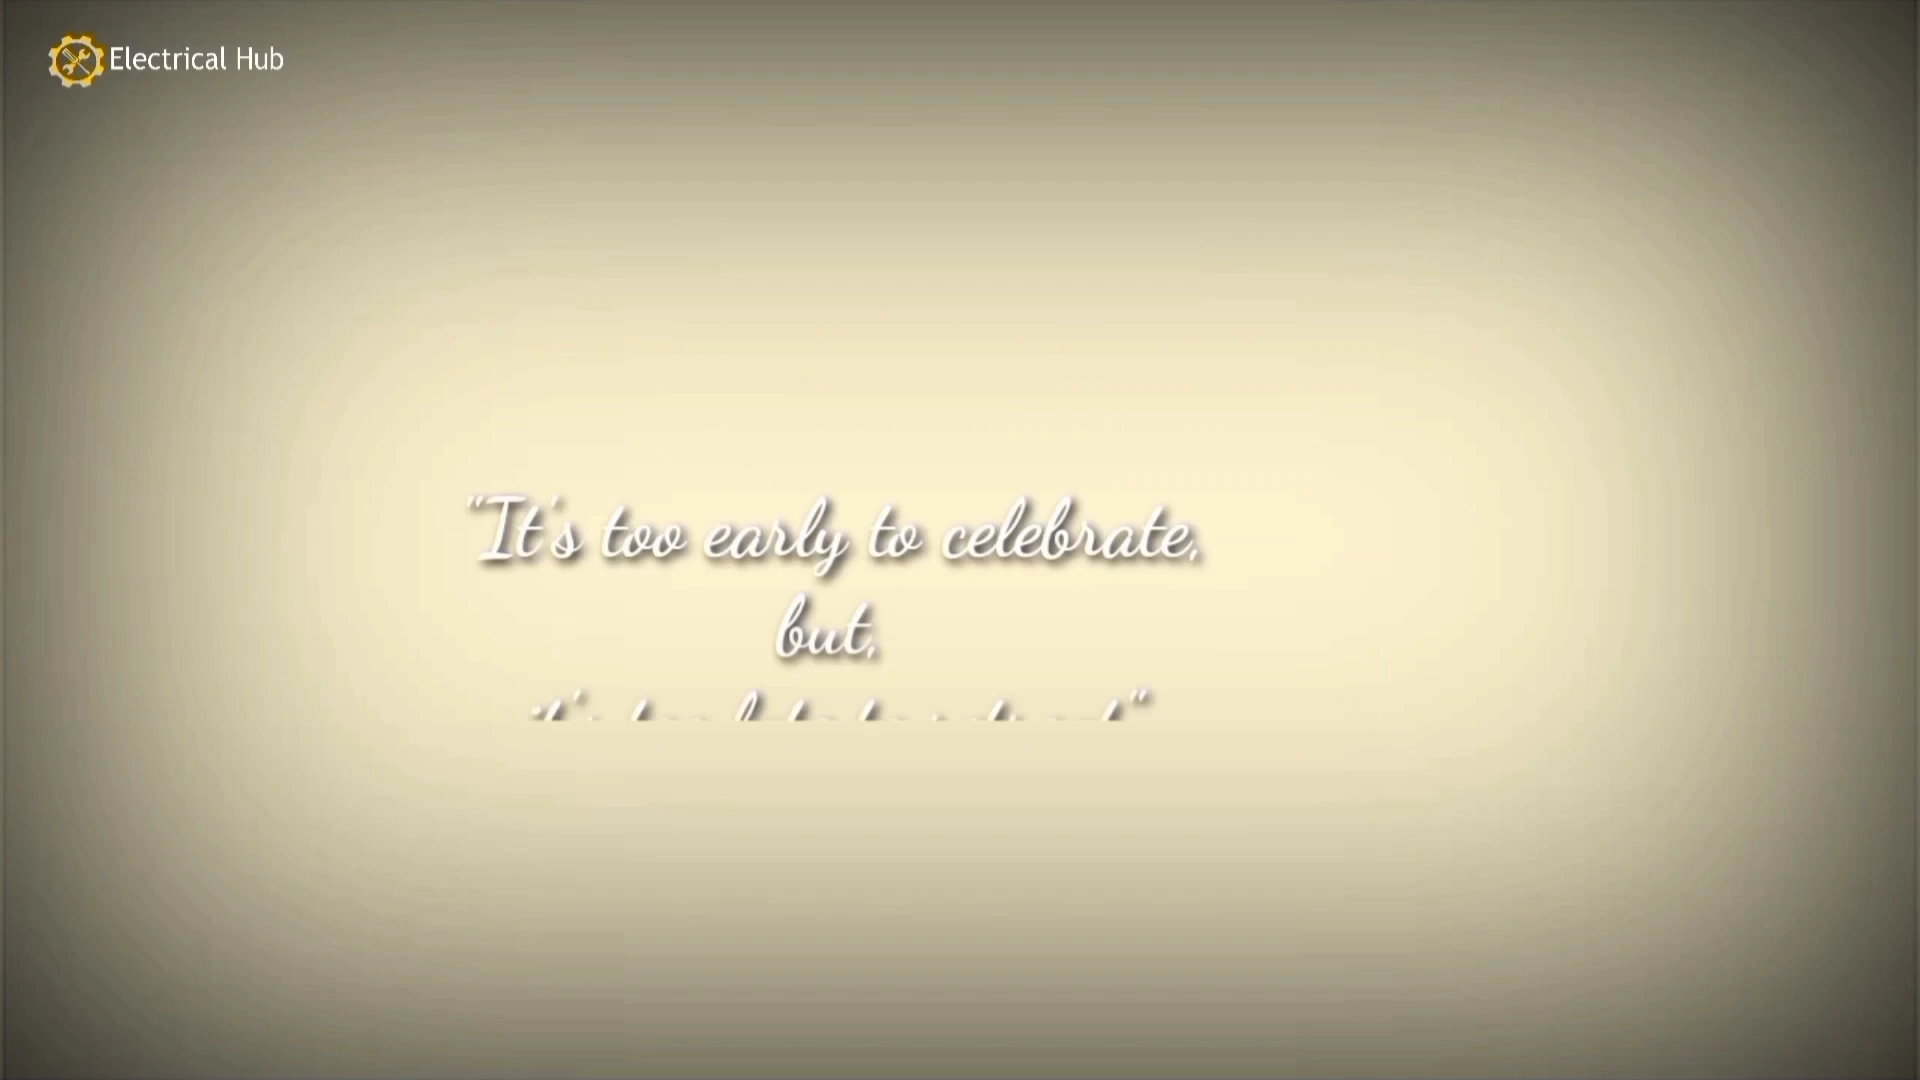 Electrical Hub
"It's too early to celebrate,
but,